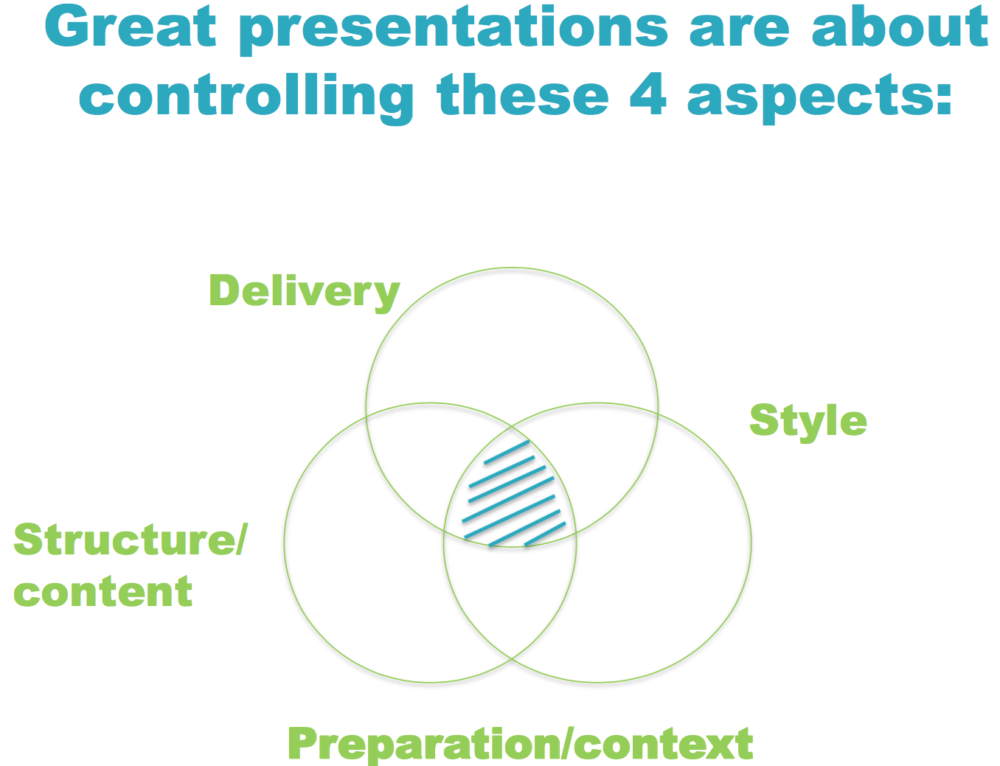 Great presentations are about
controlling these 4 aspects:
Delivery
Style
Structure/
content
Preparation/context